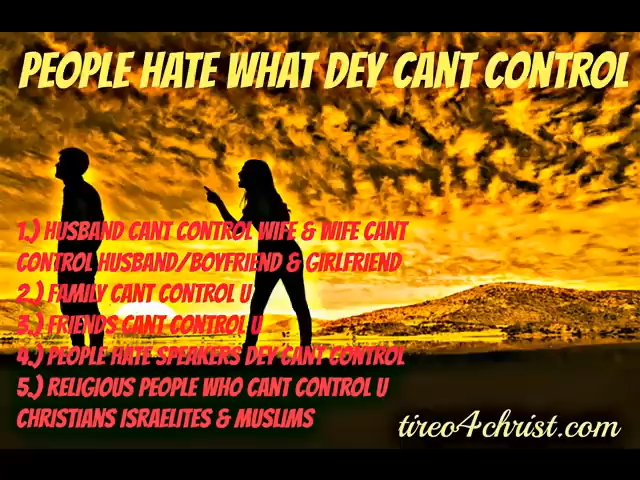 PEOPLE HATE WHAT DEY CANT CONTROL
1.) HUSBAND CANT CONTROL WIFE & WIFE CANT
CONTROL HUSBAND/BOYFRIEND & GIRLFRIEND
2.) FAMILY CANT CONTROL U
3.) FRIENDS CANT CONTROL U
4.) PEOPLE HATE SPEAKERS DEY CANT CONTROL
5.) RELIGIOUS PEOPLE WHO CANT CONTROL U
CHRISTIANS ISRAELITES & MUSLIMS
tireo4christ.com